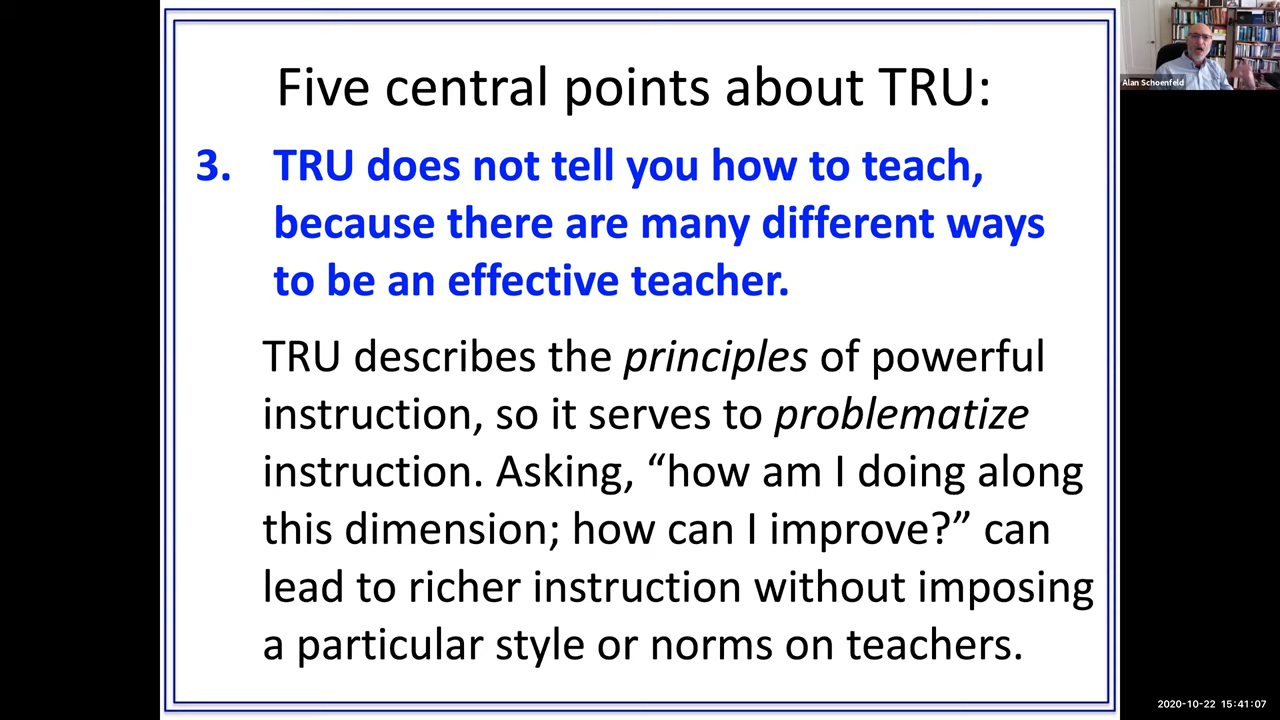 Five central points about TRU:
3. TRU does not tell you how to teach,
because there are many different ways
to be an effective teacher.
TRU describes the principles of powerful
instruction, so it serves to problematize
instruction. Asking, “how am I doing along
this dimension; how can I improve?” can
lead to richer instruction without imposing
a particular style or norms on teachers.
Alan Schoenfeld
2020-10-22 15:41:07